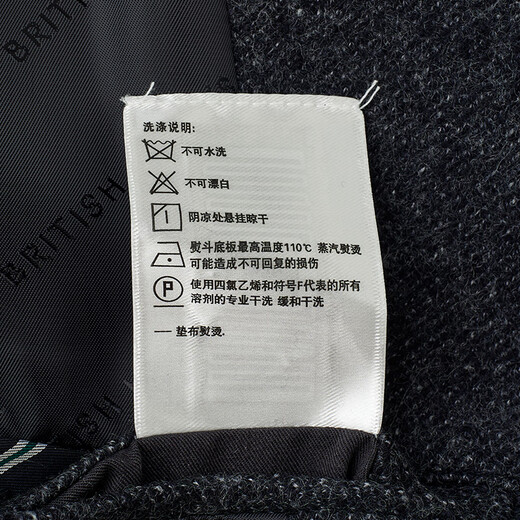 BRITISH
BRITISH
BRITISH
洗涤说明:
不可水洗
不可漂白
阴凉处悬挂晾干
熨斗底板最高温度110℃ 蒸汽熨烫
可能造成不可回复的损伤
P
使用四氯乙烯和符号F代表的所有
溶剂的专业干洗 缓和干洗
— 垫布熨烫.